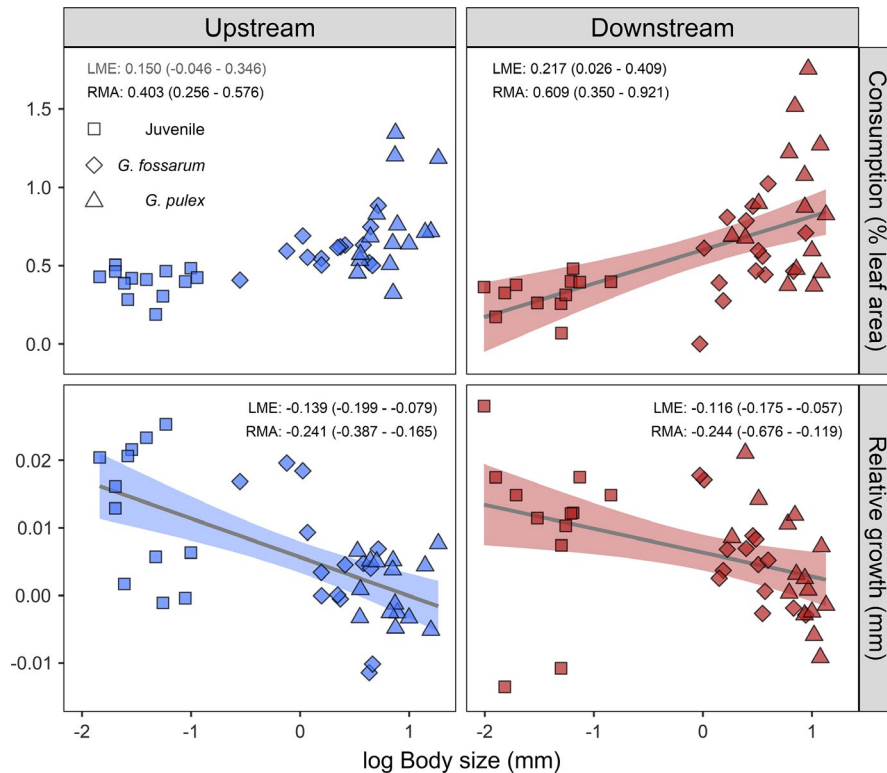 Upstream
Downstream
LME: 0.150 (-0.046 - 0.346)
RMA: 0.403 (0.256 - 0.576)
Juvenile
G. fossarum
G. pulex
LME: 0.217 (0.026 - 0.409)
RMA: 0.609 (0.350 - 0.921)
Consumption (% leaf area)
1.5
1.0
0.5
0.0
LME: -0.139 (-0.199 - -0.079)
RMA: -0.241 (-0.387 - -0.165)
LME: -0.116 (-0.175 - -0.057)
RMA: -0.244 (-0.676 - -0.119)
Relative growth (mm)
0.02
0.01
0.00
-0.01
-2 -1 0 1
-2 -1 0 1
log Body size (mm)